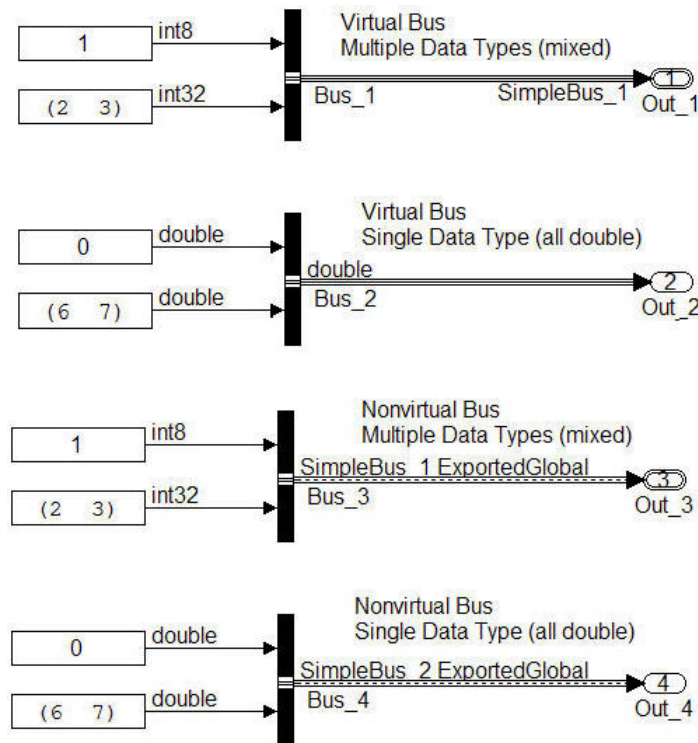 Virtual Bus
Multiple Data Types (mixed)
1
int8
(2 3)
int32
Bus_1
SimpleBus_1
1
Out_1
Virtual Bus
Single Data Type (all double)
0
double
(6 7)
double
double
Bus_2
2
Out_2
Nonvirtual Bus
Multiple Data Types (mixed)
1
int8
(2 3)
int32
SimpleBus_1 ExportedGlobal
Bus_3
3
Out_3
Nonvirtual Bus
Single Data Type (all double)
0
double
(6 7)
double
SimpleBus_2 ExportedGlobal
Bus_4
4
Out_4